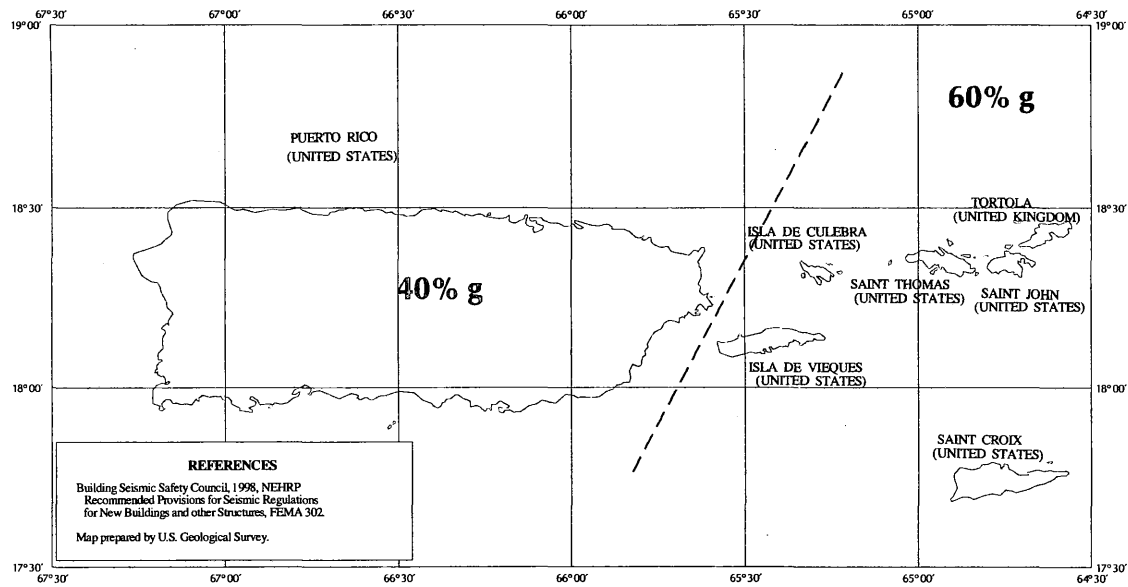 67°30′ 67°00′ 66°30′ 66°00′ 65°30′ 65°00′ 64°30′
19°00′ 19°00′
60% g
PUERTO RICO
(UNITED STATES)
18°30′ 18°30′
TORTOLA
(UNITED KINGDOM)
ISLA DE CULEBRA
(UNITED STATES)
40% g
SAINT THOMAS
(UNITED STATES)
SAINT JOHN
(UNITED STATES)
ISLA DE VIEQUES
(UNITED STATES)
18°00′ 18°00′
SAINT CROIX
(UNITED STATES)
REFERENCES
Building Seismic Safety Council, 1998, NEHRP
Recommended Provisions for Seismic Regulations
for New Buildings and other Structures, FEMA 302.
Map prepared by U.S. Geological Survey.
17°30′ 17°30′
67°30′ 67°00′ 66°30′ 66°00′ 65°30′ 65°00′ 64°30′